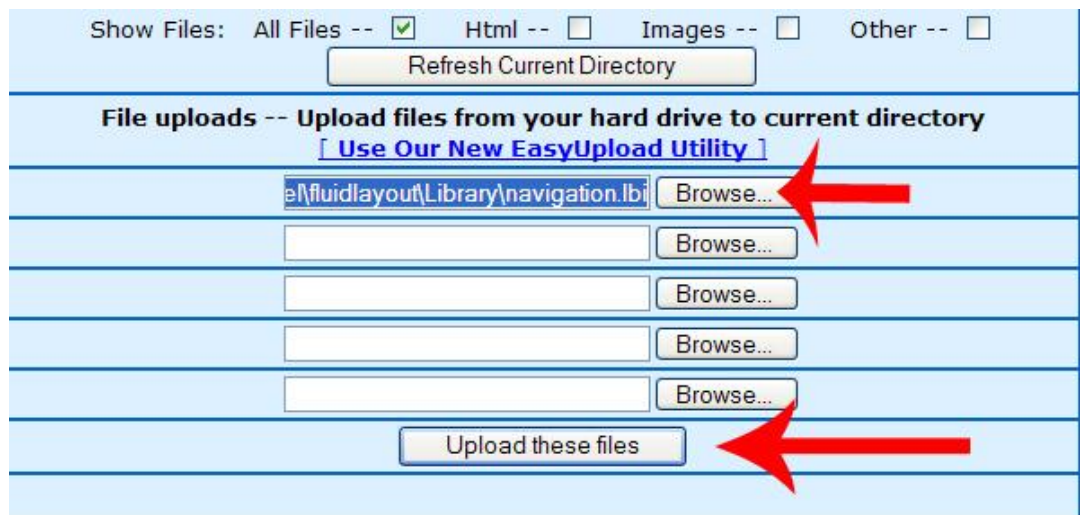 Show Files: All Files -- Html -- Images -- Other --
Refresh Current Directory
File uploads -- Upload files from your hard drive to current directory
[ Use Our New EasyUpload Utility ]
el\fluidlayout\Library\navigation.lbi Browse...
Browse...
Browse...
Browse...
Browse...
Upload these files